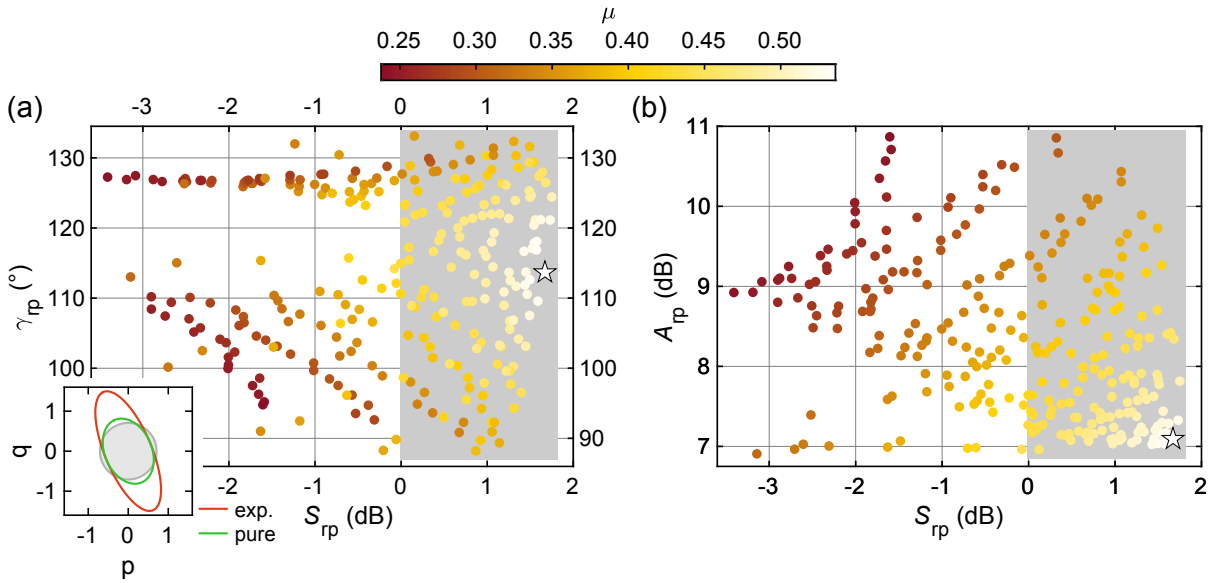 μ
0.25 0.30 0.35 0.40 0.45 0.50
(a)
-3 -2 -1 0 1 2
130 130
120 120
110 110
100 100
90
γrp (°)
-2 -1 0 1 2
Srp (dB)
1
0
-1
q
-1 0 1
p
exp.
pure
(b)
11
10
9
8
7
Arp (dB)
-3 -2 -1 0 1 2
Srp (dB)